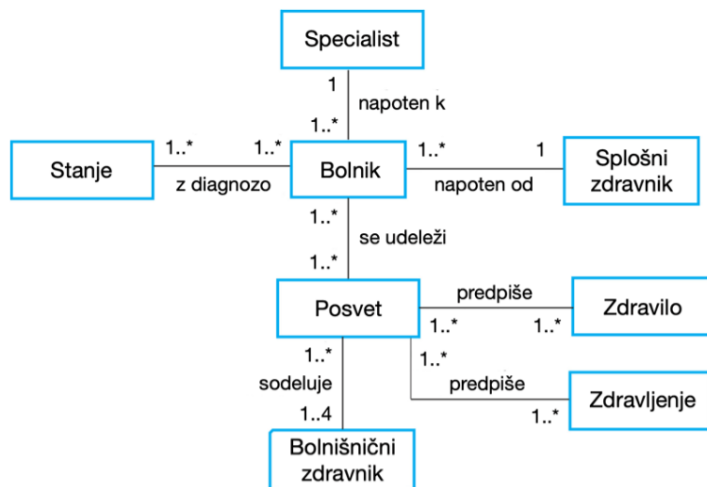 Specialist
1
napoten k
1..*
1..*
1..*
1..*
1
Stanje
Bolnik
Splošni
zdravnik
z diagnozo
napoten od
1..*
se udeleži
1..*
Posvet
predpiše
Zdravilo
1..*
1..*
1..*
1..*
sodeluje
predpiše
Zdravljenje
1..4
1..*
Bolnišnični
zdravnik